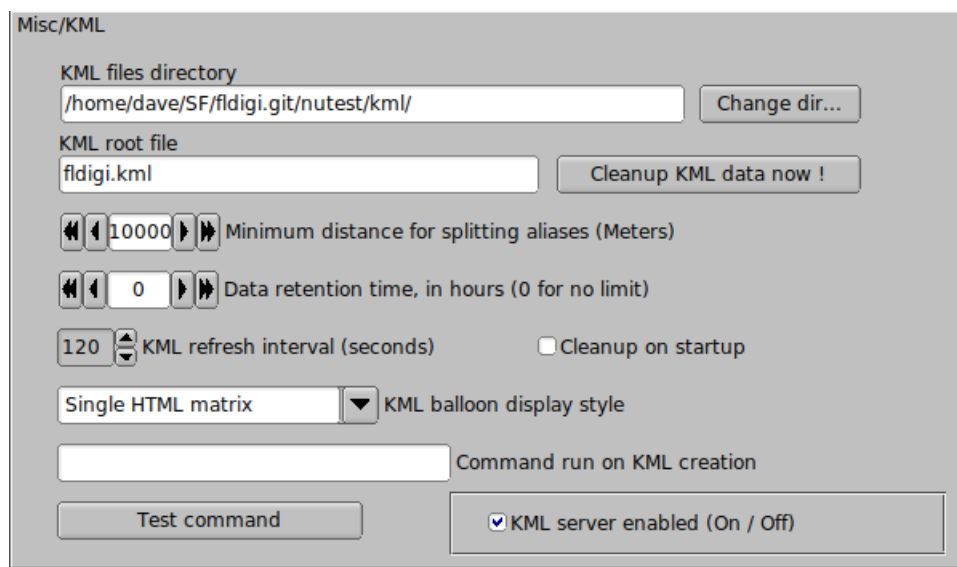 Misc/KML
KML files directory
/home/dave/SF/fldigi.git/nutest/kml/ Change dir...
KML root file
fldigi.kml Cleanup KML data now !
10000 Minimum distance for splitting aliases (Meters)
0 Data retention time, in hours (0 for no limit)
120 KML refresh interval (seconds) Cleanup on startup
Single HTML matrix KML balloon display style
Command run on KML creation
Test command KML server enabled (On / Off)